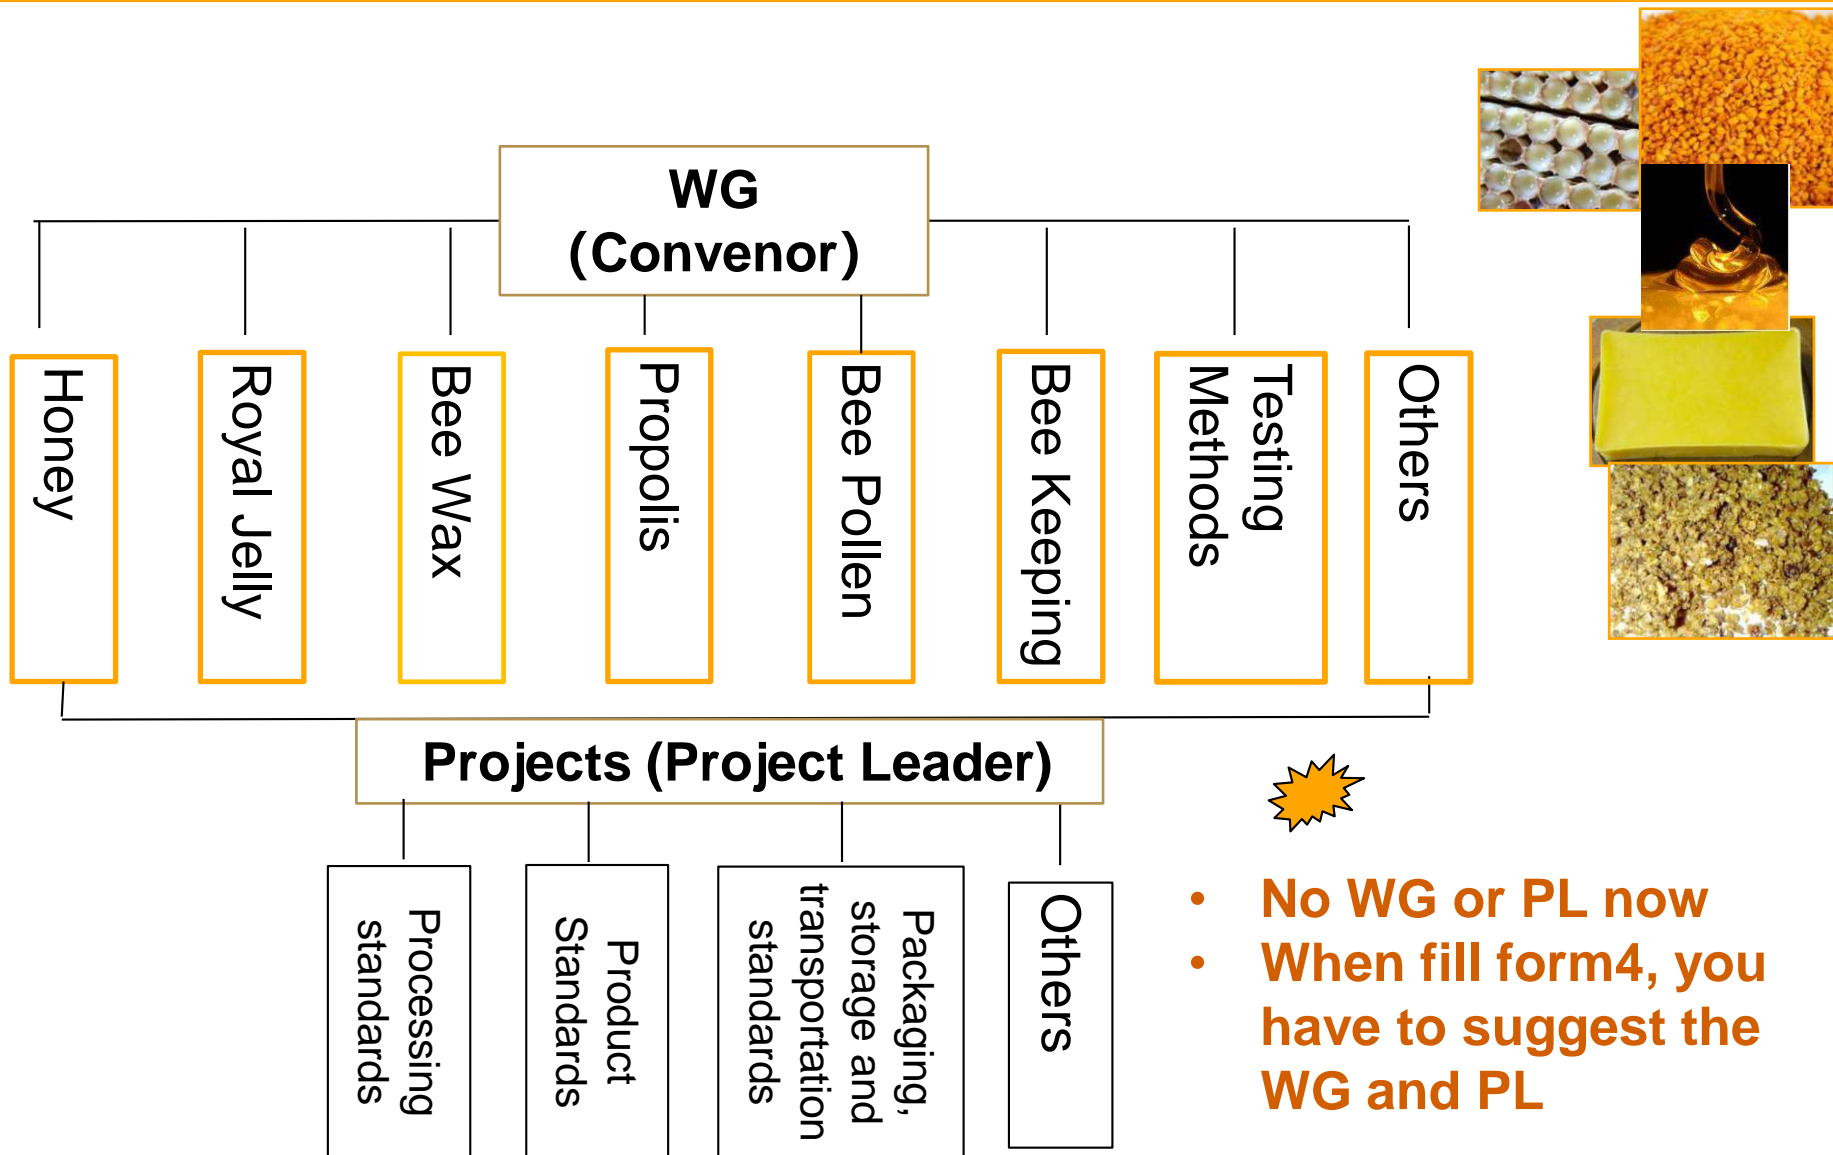 WG
(Convenor)
Honey
Royal Jelly
Bee Wax
Propolis
Bee Pollen
Bee Keeping
Testing
Methods
Others
Projects (Project Leader)
Processing
standards
Product
Standards
Packaging,
storage and
transportation
standards
Others
• No WG or PL now
• When fill form4, you
have to suggest the
WG and PL